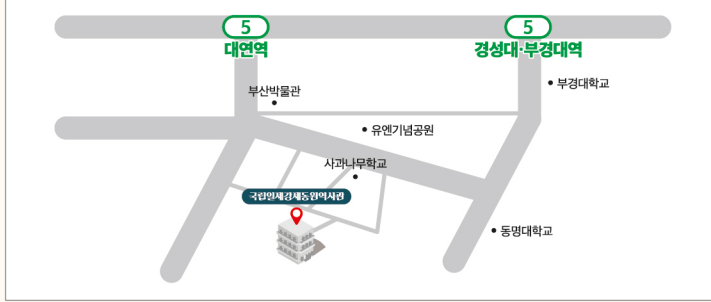 5
대연역
5
경성대·부경대역
부경대학교
부산박물관
유엔기념공원
사과나무학교
국립일제강제동원역사관
동명대학교